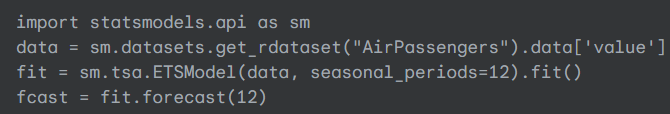 import statsmodels.api as sm
data = sm.datasets.get_rdataset("AirPassengers").data['value']
fit = sm.tsa.ETSModel(data, seasonal_periods=12).fit()
fcast = fit.forecast(12)